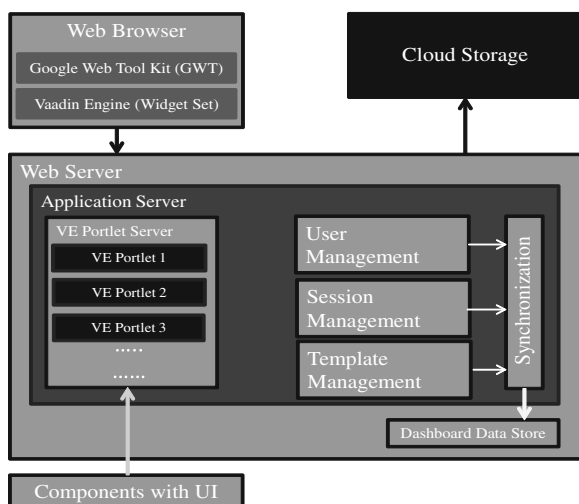 Web Browser
Google Web Tool Kit (GWT)
Vaadin Engine (Widget Set)
Cloud Storage
Web Server
Application Server
VE Portlet Server
VE Portlet 1
VE Portlet 2
VE Portlet 3
.....
......
User
Management
Session
Management
Template
Management
Synchronization
Dashboard Data Store
Components with UI